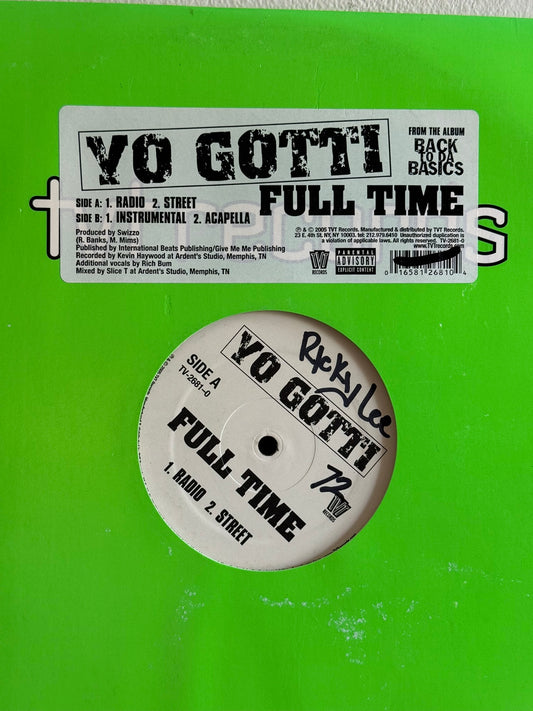 YO GOTTI
FROM THE ALBUM
BACK
TO DA
BASICS
FULL TIME
SIDE A: 1. RADIO 2. STREET
SIDE B: 1. INSTRUMENTAL 2. ACAPELLA
Produced by Swizzo
(R. Banks, M. Mims)
Published by International Beats Publishing/Give Me Me Publishing
Recorded by Kevin Haywood at Ardent's Studio, Memphis, TN
Additional vocals by Rich Bum
Mixed by Slice T at Ardent's Studio, Memphis, TN
℗ & © 2005 TVT Records. Manufactured & distributed by TVT Records.
23 E. 4th St, NY, NY 10003. tel: 212.979.6410 Unauthorized duplication is
a violation of applicable laws. All rights reserved. TV-2681-0
www.TVTrecords.com
TVT
RECORDS
PARENTAL
ADVISORY
EXPLICIT CONTENT
0 16581 26810 4
tvt records
SIDE A
TV-2681-0
YO GOTTI
Ricky Lee
FULL TIME
1. RADIO 2. STREET
72
TVT
RECORDS